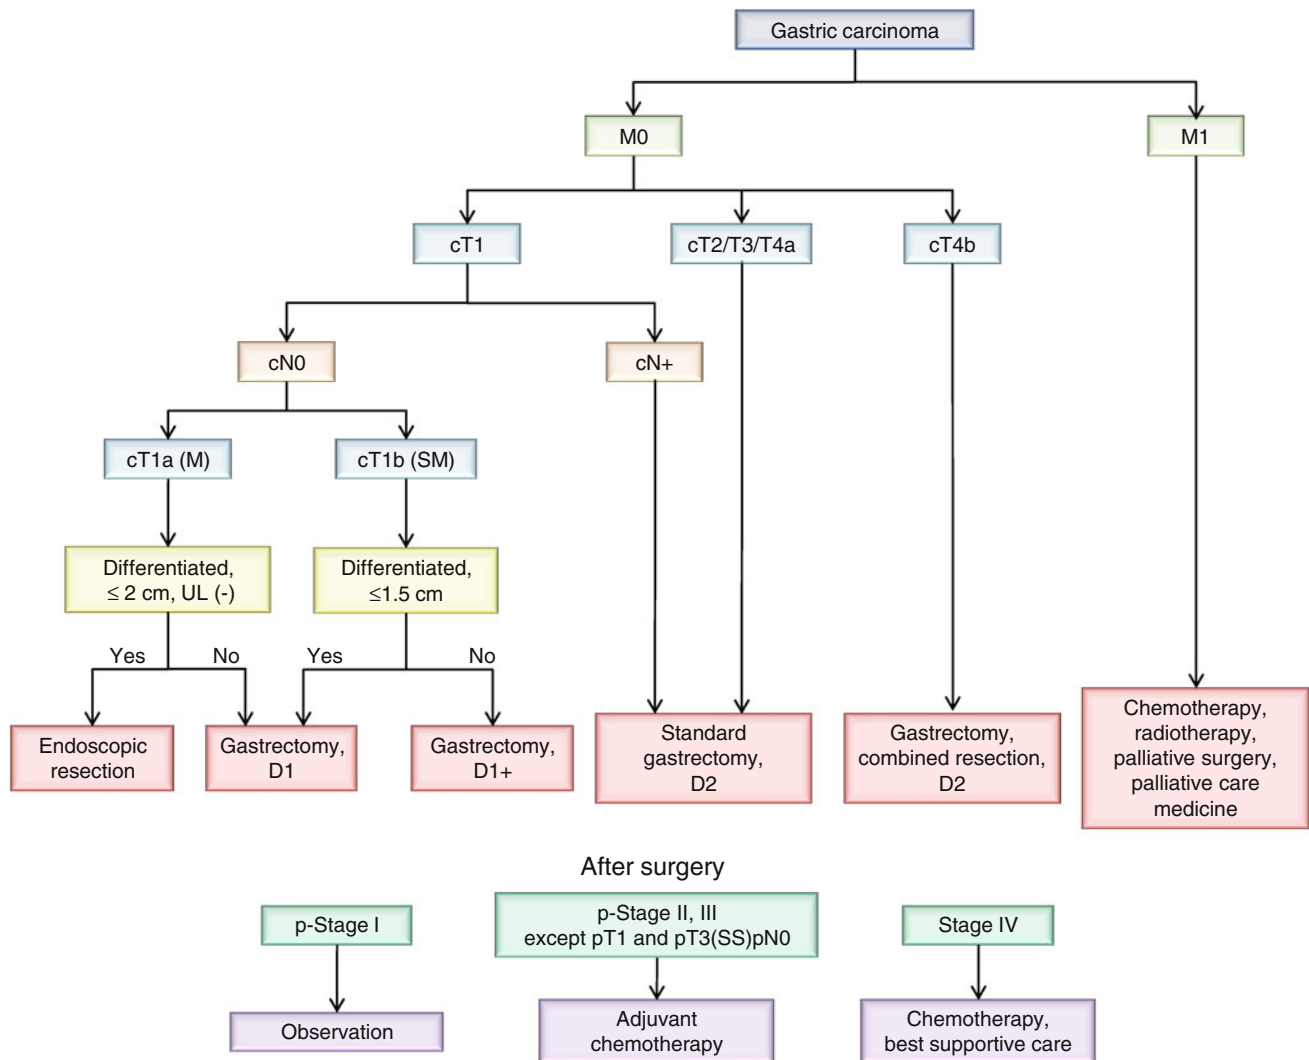 Gastric carcinoma
M0
M1
cT1
cT2/T3/T4a
cT4b
cN0
cN+
cT1a (M)
cT1b (SM)
Differentiated,
≤ 2 cm, UL (-)
Differentiated,
≤1.5 cm
Yes
No
Yes
No
Endoscopic
resection
Gastrectomy,
D1
Gastrectomy,
D1+
Standard
gastrectomy,
D2
Gastrectomy,
combined resection,
D2
Chemotherapy,
radiotherapy,
palliative surgery,
palliative care
medicine
After surgery
p-Stage I
p-Stage II, III
except pT1 and pT3(SS)pN0
Stage IV
Observation
Adjuvant
chemotherapy
Chemotherapy,
best supportive care